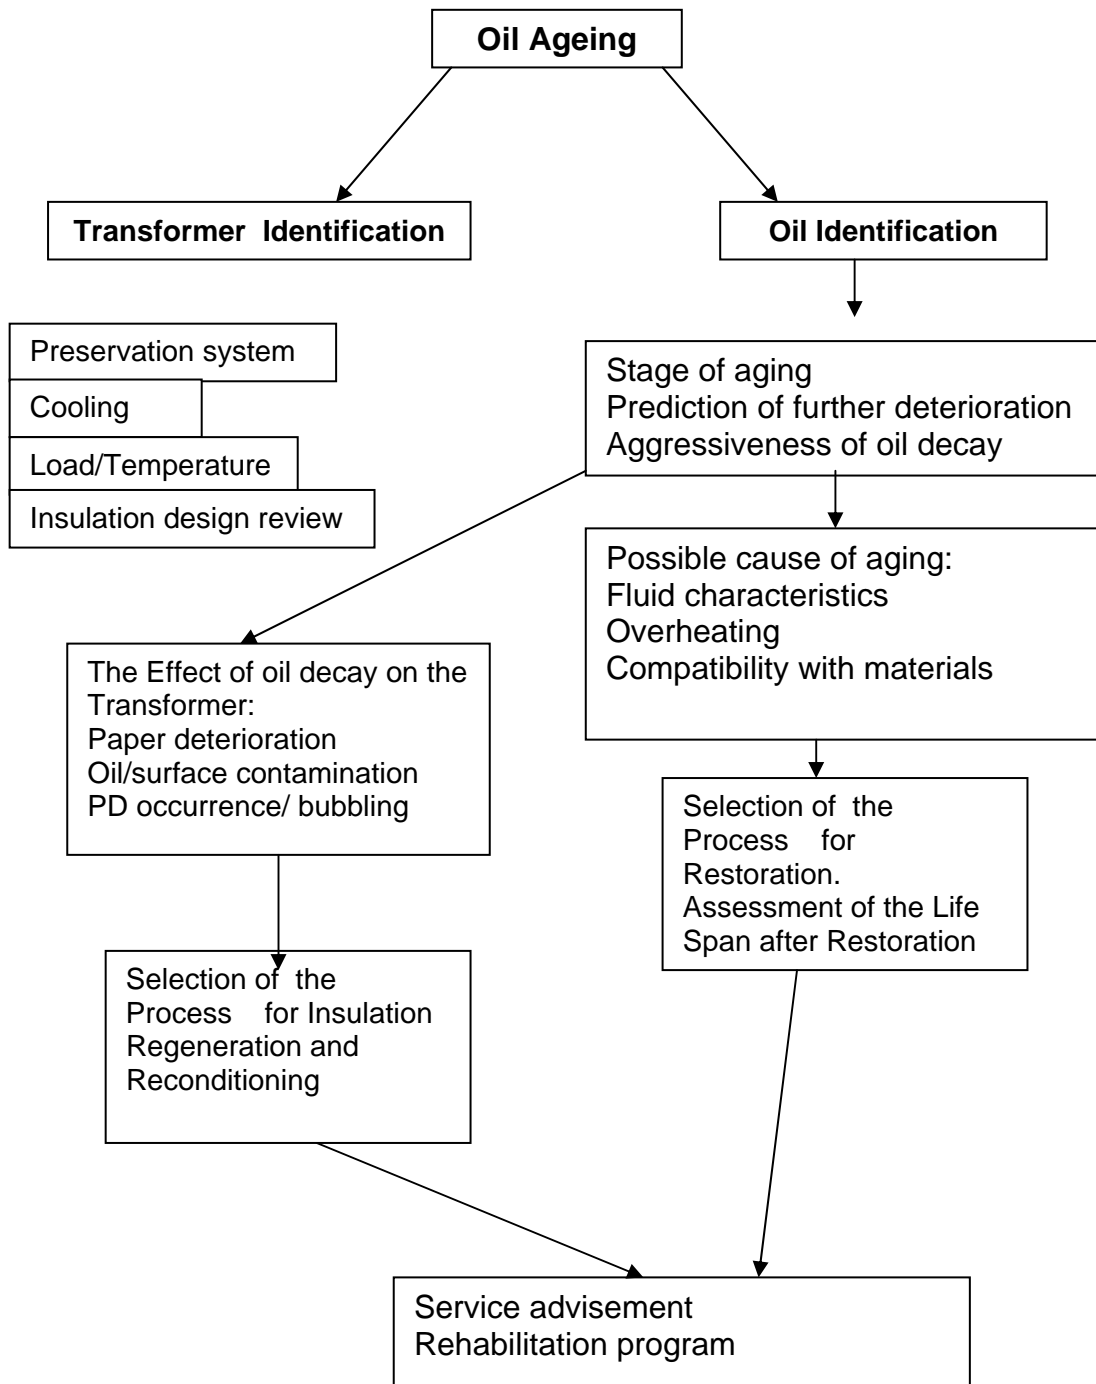 Oil Ageing
Transformer Identification
Oil Identification
Preservation system
Cooling
Load/Temperature
Insulation design review
Stage of aging
Prediction of further deterioration
Aggressiveness of oil decay
Possible cause of aging:
Fluid characteristics
Overheating
Compatibility with materials
The Effect of oil decay on the
Transformer:
Paper deterioration
Oil/surface contamination
PD occurrence/ bubbling
Selection of the
Process for
Restoration.
Assessment of the Life
Span after Restoration
Selection of the
Process for Insulation
Regeneration and
Reconditioning
Service advisement
Rehabilitation program